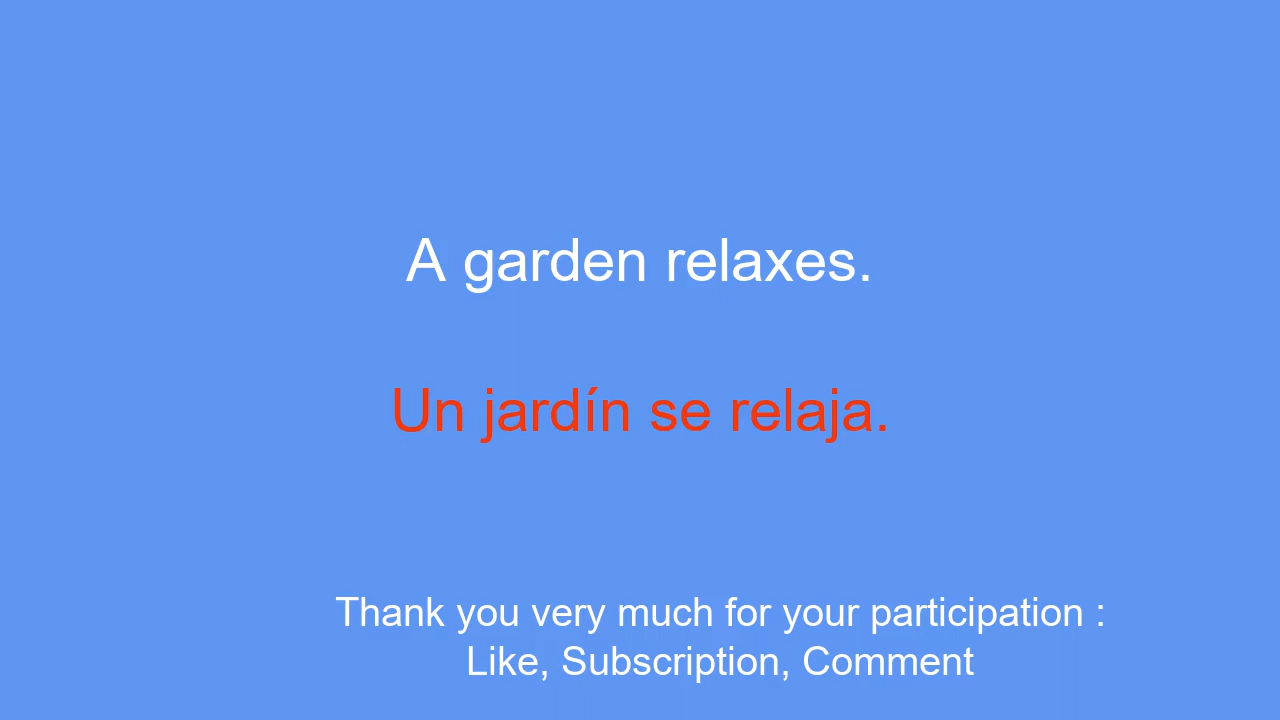 A garden relaxes.
Un jardín se relaja.
Thank you very much for your participation :
Like, Subscription, Comment